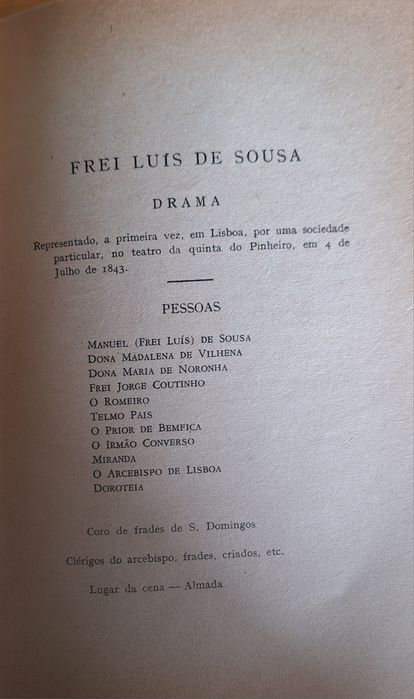 FREI LUÍS DE SOUSA
DRAMA
Representado, a primeira vez, em Lisboa, por uma sociedade
particular, no teatro da quinta do Pinheiro, em 4 de
Julho de 1843.
PESSOAS
MANUEL (FREI LUÍS) DE SOUSA
DONA MADALENA DE VILHENA
DONA MARIA DE NORONHA
FREI JORGE COUTINHO
O ROMEIRO
TELMO PAIS
O PRIOR DE BEMFICA
O IRMÃO CONVERSO
MIRANDA
O ARCEBISPO DE LISBOA
DOROTEIA
Coro de frades de S. Domingos
Clérigos do arcebispo, frades, criados, etc.
Lugar da cena — Almada